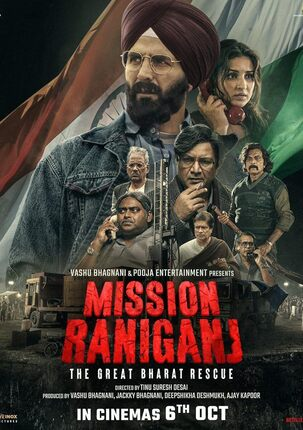 VASHU BHAGNANI & POOJA ENTERTAINMENT PRESENTS
MISSION
RANIGANJ
THE GREAT BHARAT RESCUE
DIRECTED BY TINU SURESH DESAI
PRODUCED BY VASHU BHAGNANI, JACKKY BHAGNANI, DEEPSHIKHA DESHMUKH, AJAY KAPOOR
IN CINEMAS 6TH OCT